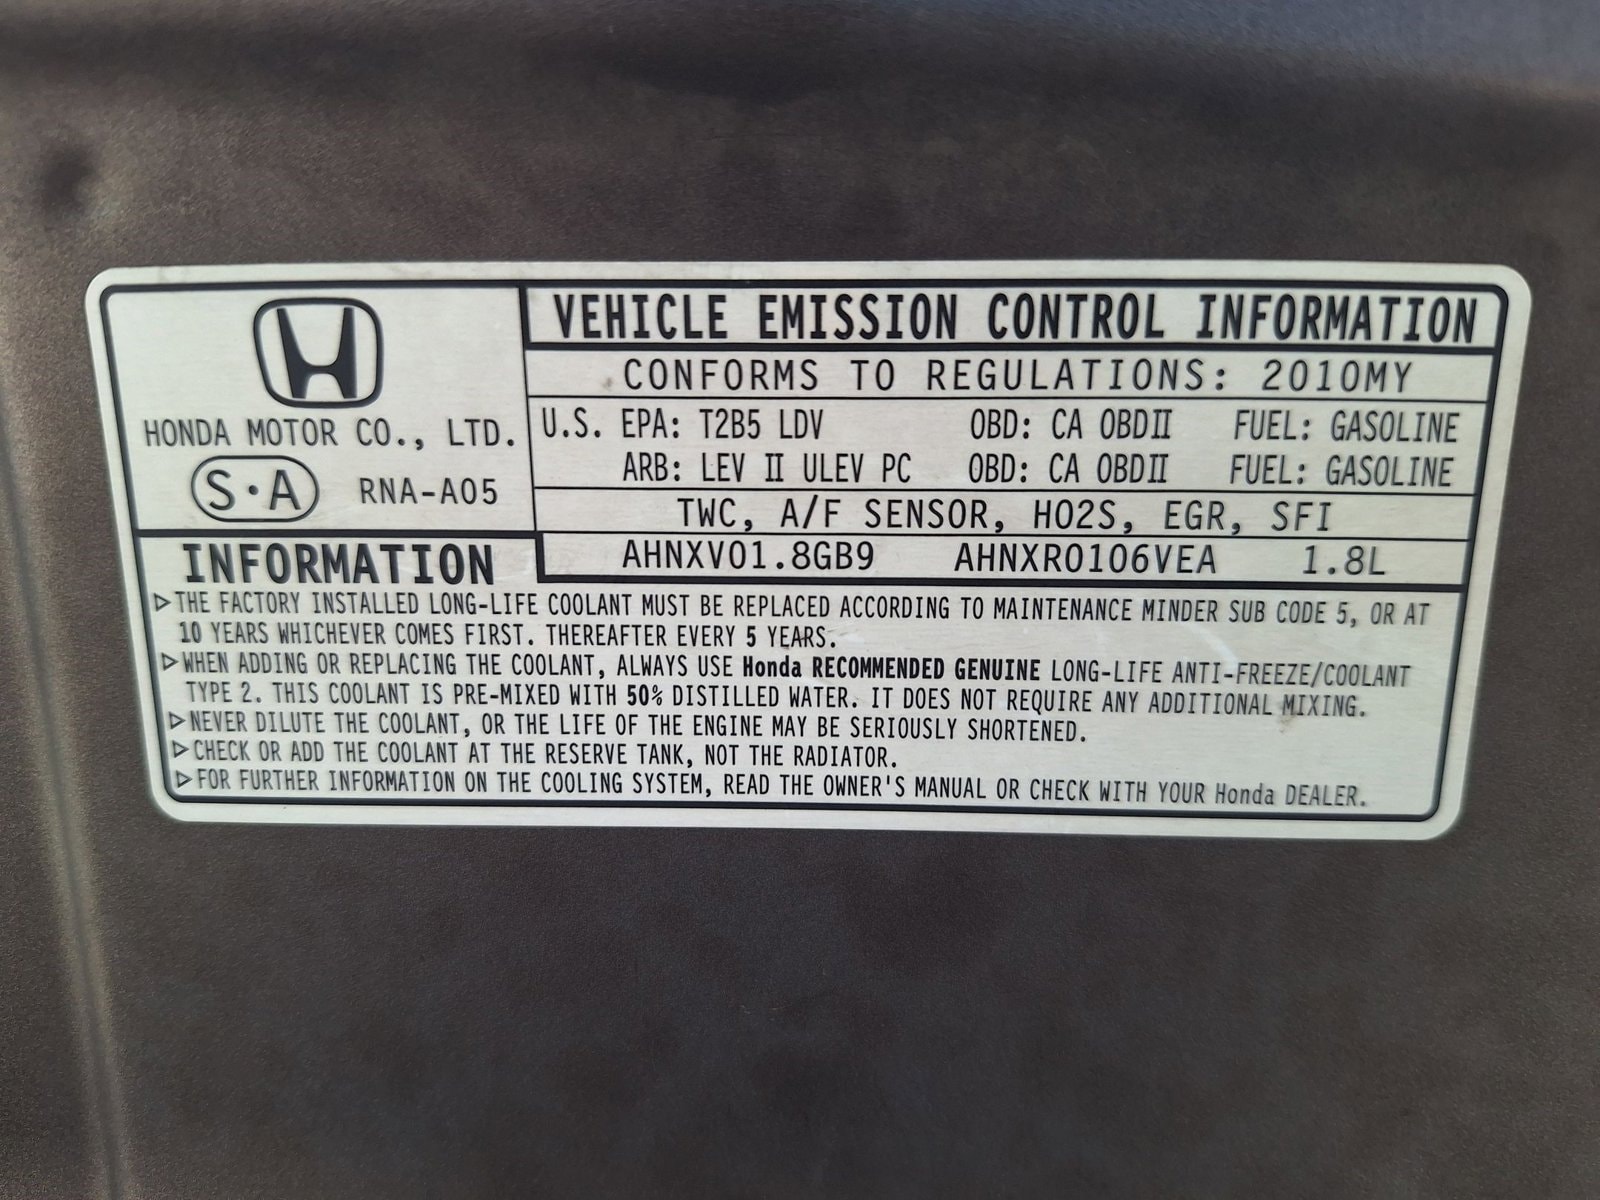 VEHICLE EMISSION CONTROL INFORMATION
CONFORMS TO REGULATIONS: 2010MY
HONDA MOTOR CO., LTD.
S·A RNA-A05
U.S. EPA: T2B5 LDV OBD: CA OBDII FUEL: GASOLINE
ARB: LEV II ULEV PC OBD: CA OBDII FUEL: GASOLINE
TWC, A/F SENSOR, HO2S, EGR, SFI
AHNXV01.8GB9 AHNXR0106VEA 1.8L
INFORMATION
▷THE FACTORY INSTALLED LONG-LIFE COOLANT MUST BE REPLACED ACCORDING TO MAINTENANCE MINDER SUB CODE 5, OR AT
10 YEARS WHICHEVER COMES FIRST. THEREAFTER EVERY 5 YEARS.
▷WHEN ADDING OR REPLACING THE COOLANT, ALWAYS USE Honda RECOMMENDED GENUINE LONG-LIFE ANTI-FREEZE/COOLANT
TYPE 2. THIS COOLANT IS PRE-MIXED WITH 50% DISTILLED WATER. IT DOES NOT REQUIRE ANY ADDITIONAL MIXING.
▷NEVER DILUTE THE COOLANT, OR THE LIFE OF THE ENGINE MAY BE SERIOUSLY SHORTENED.
▷CHECK OR ADD THE COOLANT AT THE RESERVE TANK, NOT THE RADIATOR.
▷FOR FURTHER INFORMATION ON THE COOLING SYSTEM, READ THE OWNER'S MANUAL OR CHECK WITH YOUR Honda DEALER.